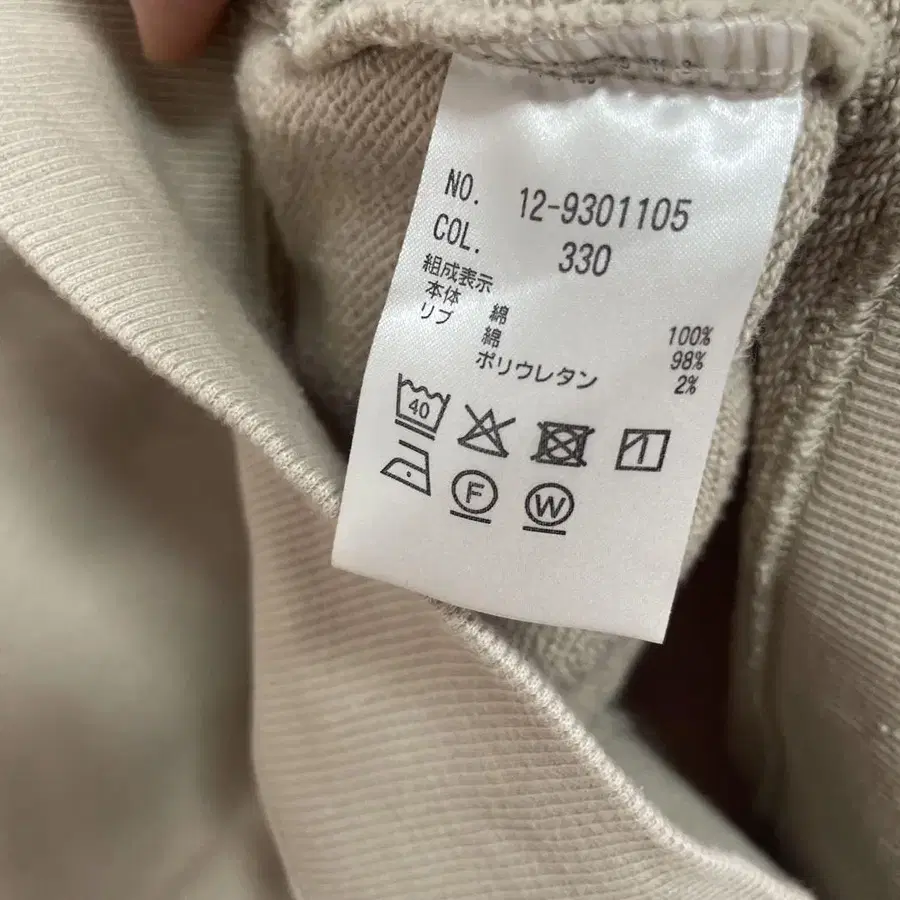 NO. 12-9301105
COL. 330
組成表示
本体 綿 100%
リブ 綿 98%
ポリウレタン 2%
40
F W